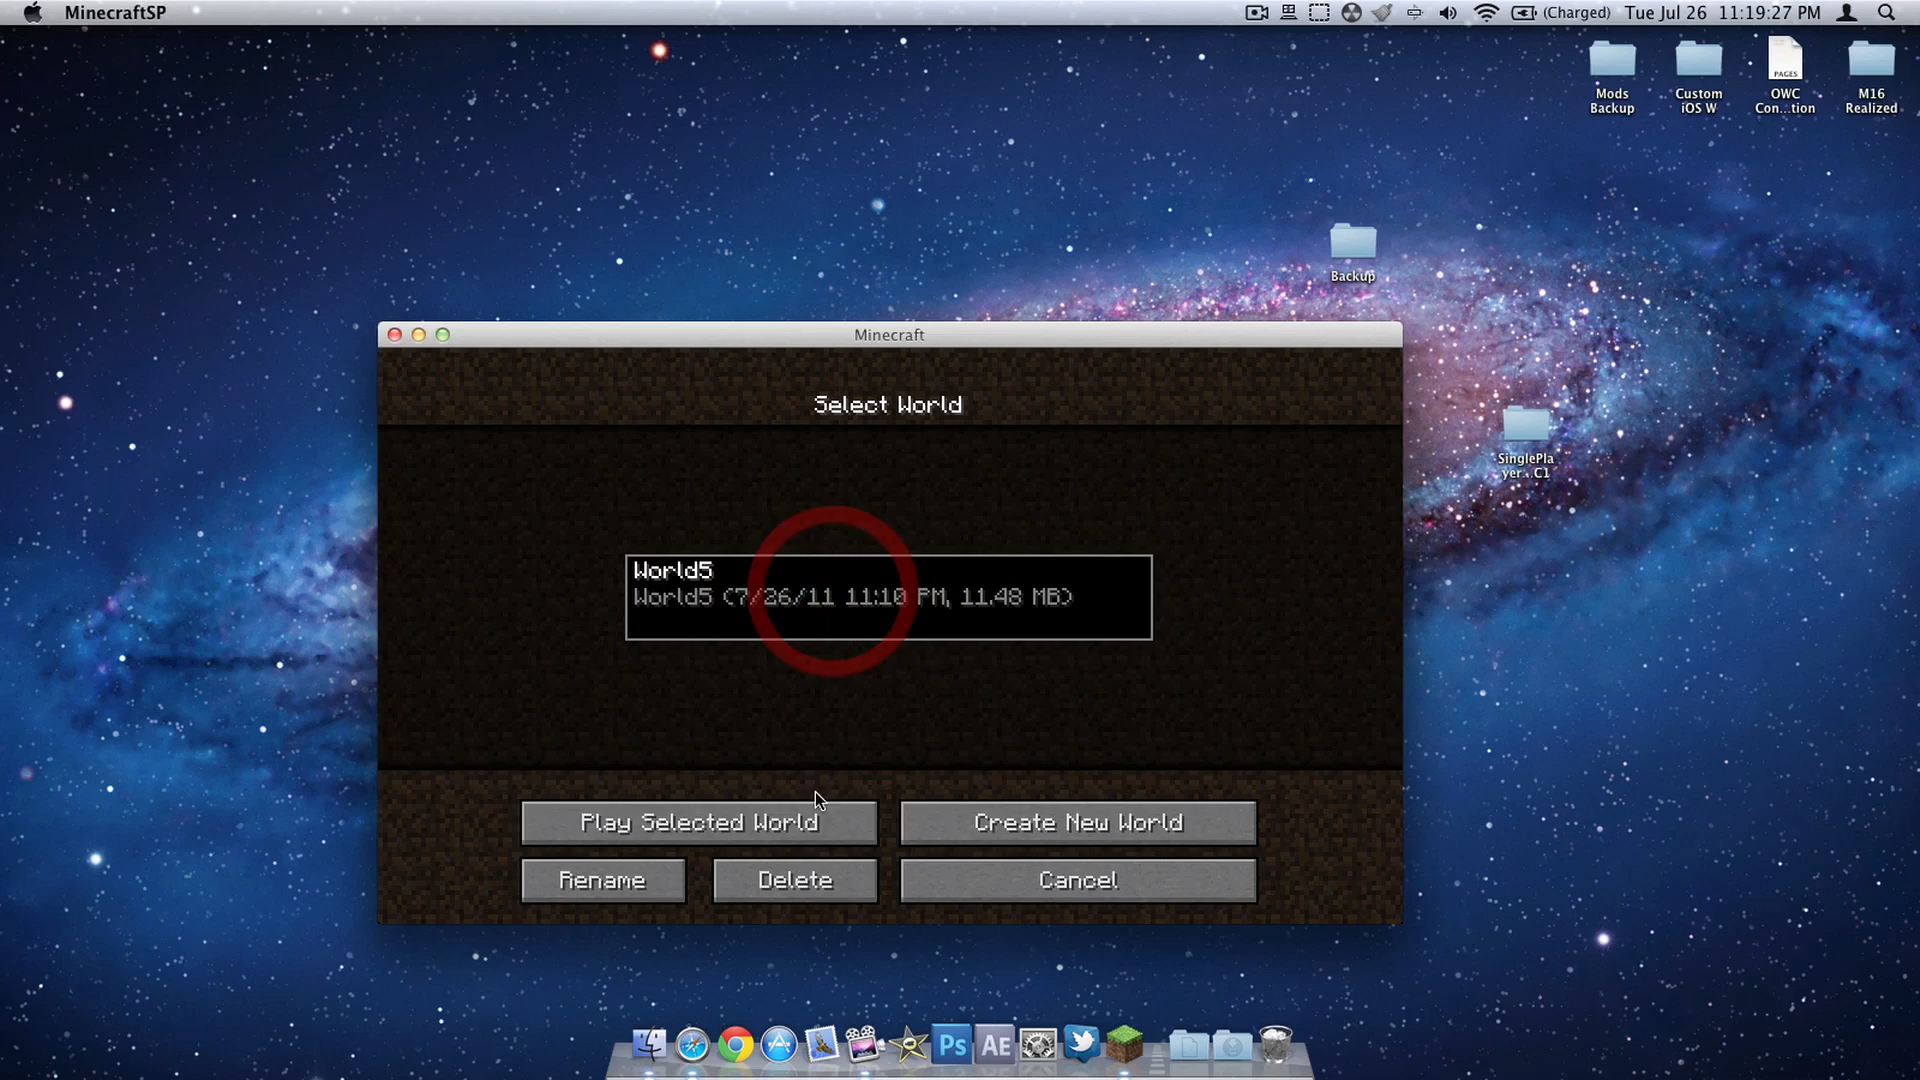 MinecraftSP
(Charged) Tue Jul 26 11:19:27 PM
Mods
Backup
Custom
iOS W
PAGES
OWC
Con...tion
M16
Realized
Backup
SinglePla
yer...C1
Minecraft
Select World
World5
World5 (7/26/11 11:10 PM, 11.48 MB)
Play Selected World
Create New World
Rename
Delete
Cancel
Ps
AE